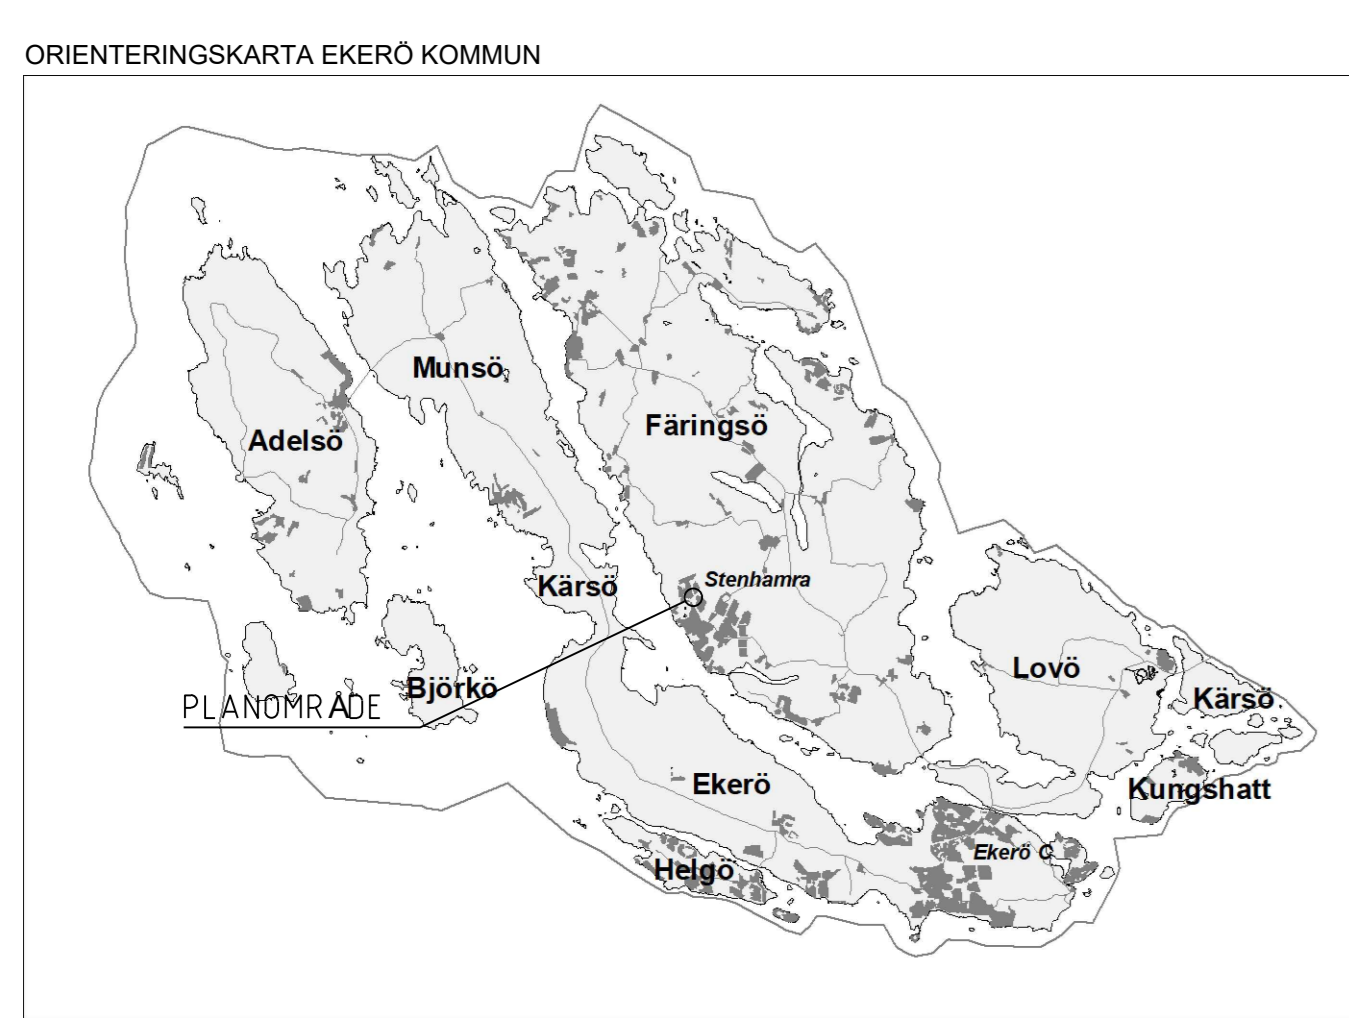 ORIENTERINGSKARTA EKERÖ KOMMUN
Munsö
Färingsö
Adelsö
Stenhamra
Kärsö
Lovö
Björkö
Kärsö
PLANOMRÅDE
Ekerö
Kungshatt
Ekerö C
Helgö